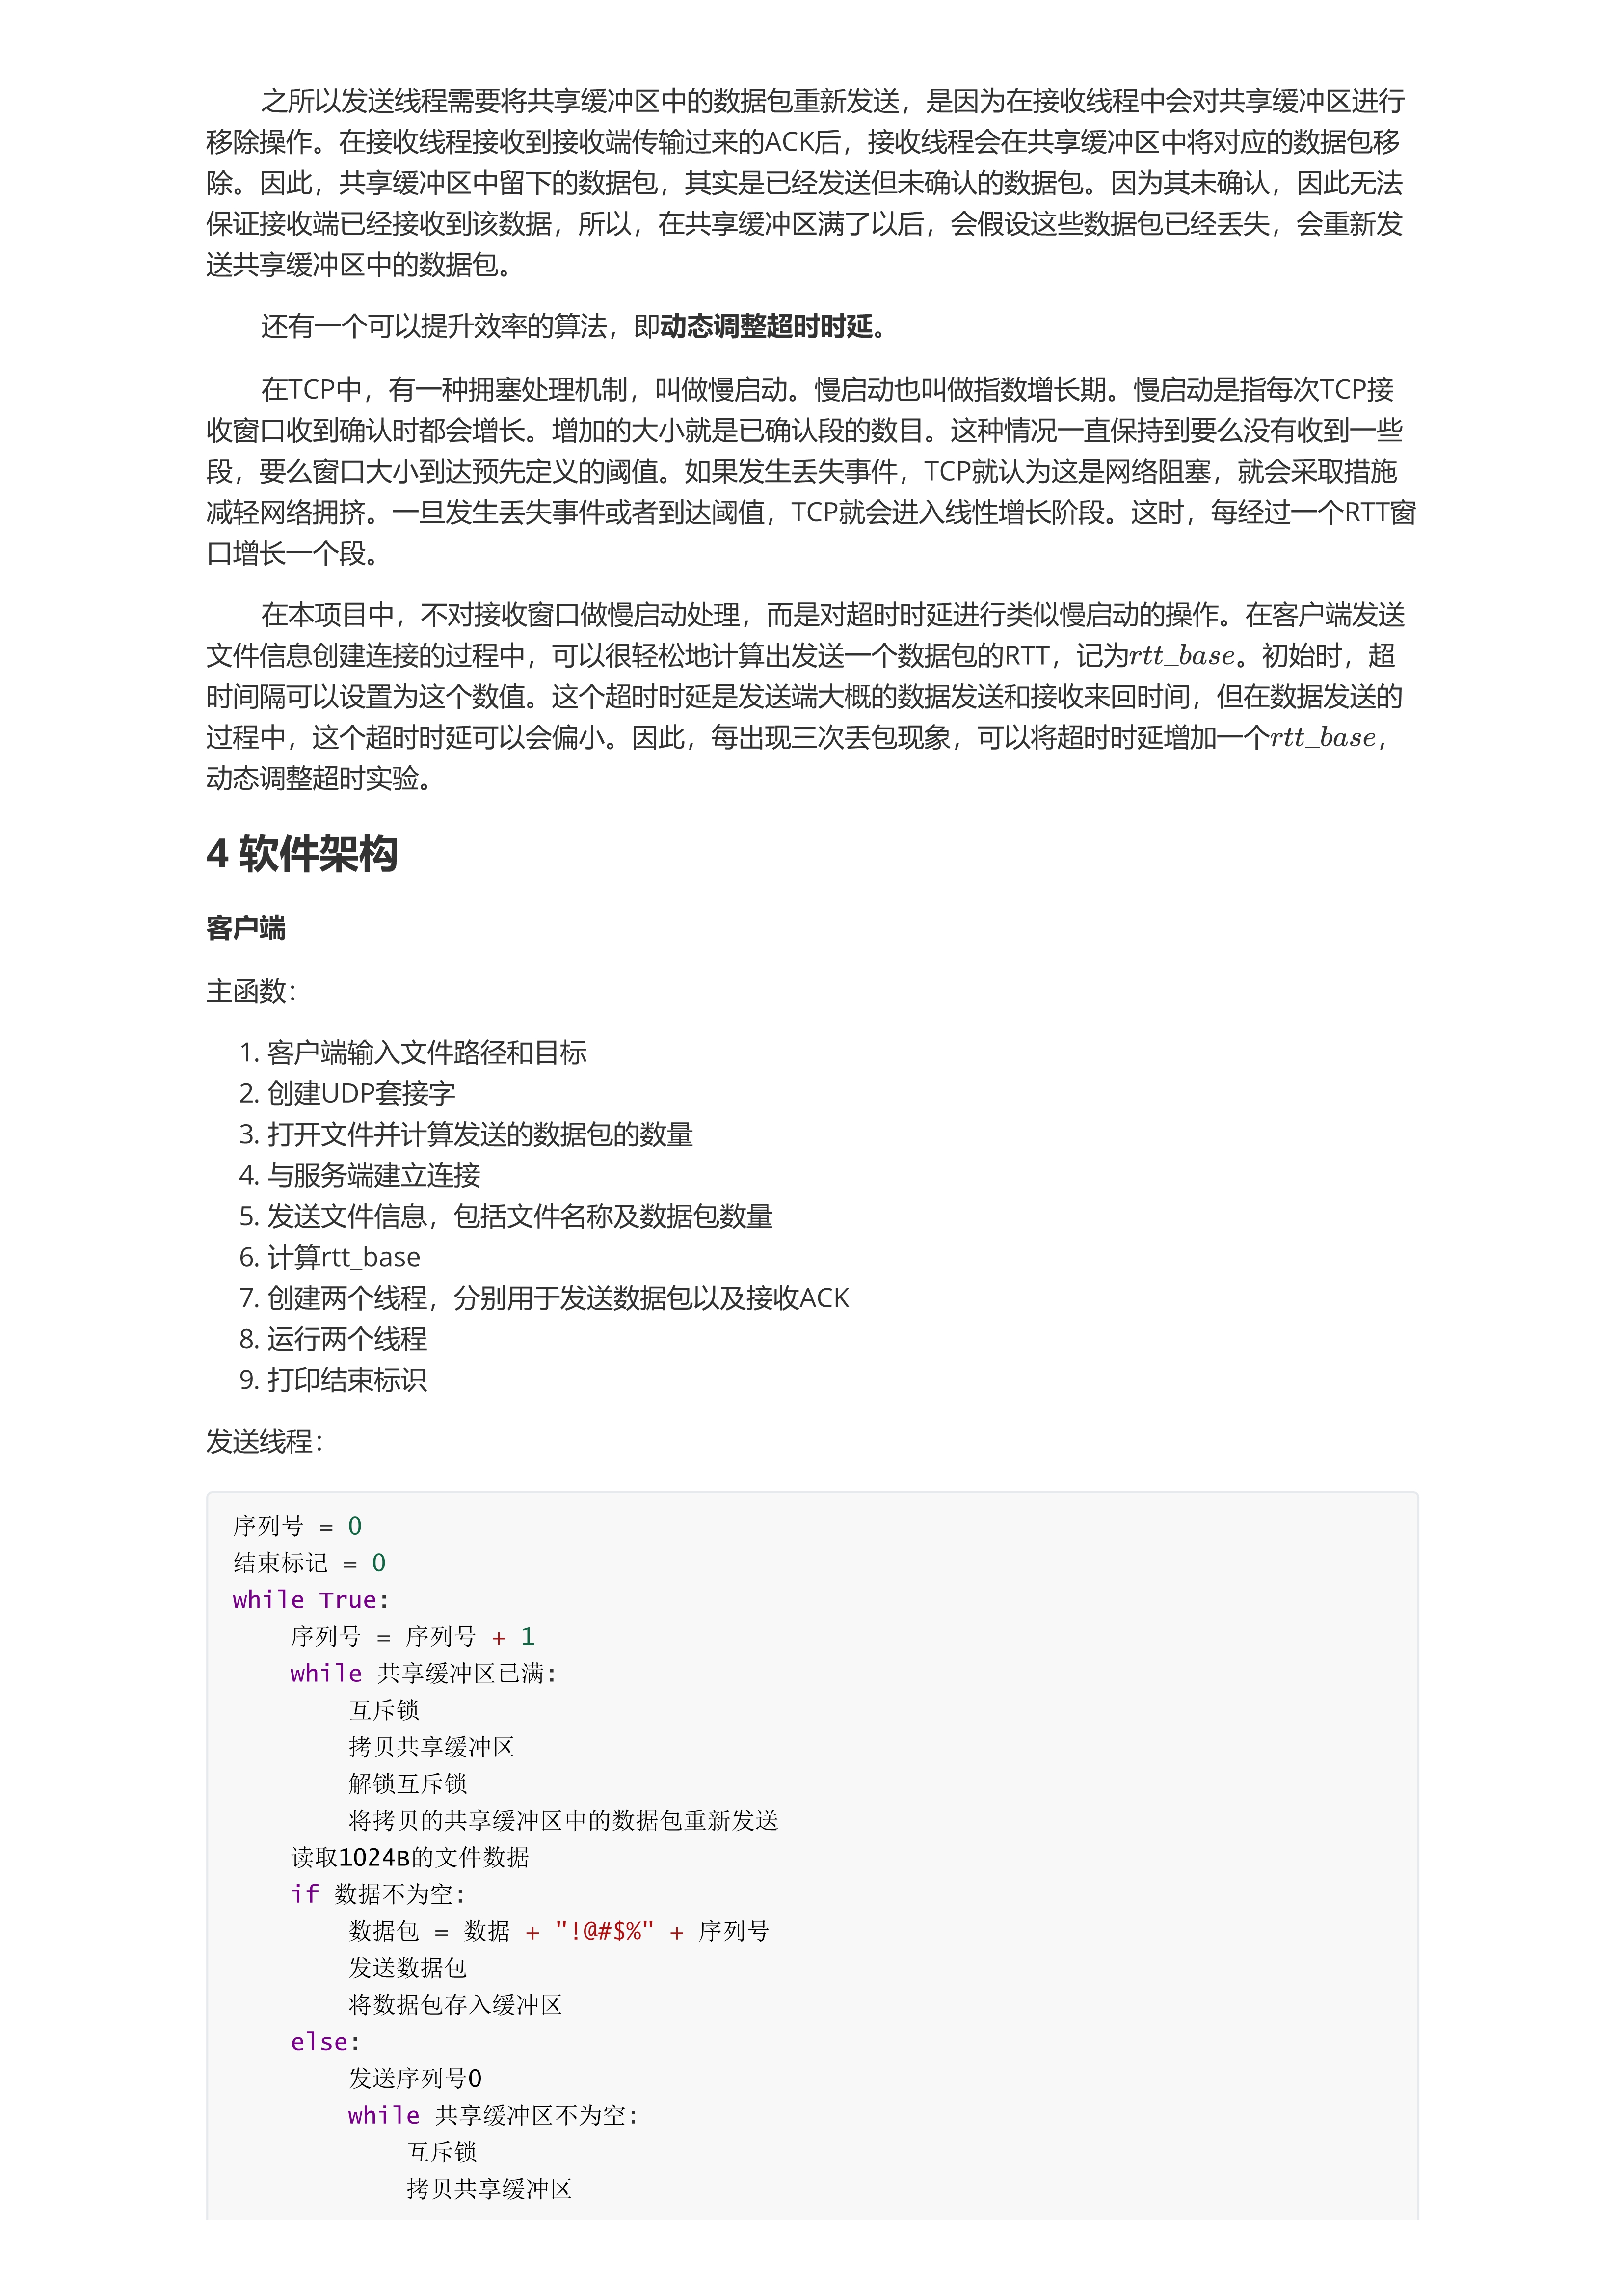 之所以发送线程需要将共享缓冲区中的数据包重新发送，是因为在接收线程中会对共享缓冲区进行
移除操作。在接收线程接收到接收端传输过来的ACK后，接收线程会在共享缓冲区中将对应的数据包移
除。因此，共享缓冲区中留下的数据包，其实是已经发送但未确认的数据包。因为其未确认，因此无法
保证接收端已经接收到该数据，所以，在共享缓冲区满了以后，会假设这些数据包已经丢失，会重新发
送共享缓冲区中的数据包。
还有一个可以提升效率的算法，即动态调整超时时延。
在TCP中，有一种拥塞处理机制，叫做慢启动。慢启动也叫做指数增长期。慢启动是指每次TCP接
收窗口收到确认时都会增长。增加的大小就是已确认段的数目。这种情况一直保持到要么没有收到一些
段，要么窗口大小到达预先定义的阈值。如果发生丢失事件，TCP就认为这是网络阻塞，就会采取措施
减轻网络拥挤。一旦发生丢失事件或者到达阈值，TCP就会进入线性增长阶段。这时，每经过一个RTT窗
口增长一个段。
在本项目中，不对接收窗口做慢启动处理，而是对超时时延进行类似慢启动的操作。在客户端发送
文件信息创建连接的过程中，可以很轻松地计算出发送一个数据包的RTT，记为rtt_base。初始时，超
时间隔可以设置为这个数值。这个超时时延是发送端大概的数据发送和接收来回时间，但在数据发送的
过程中，这个超时时延可以会偏小。因此，每出现三次丢包现象，可以将超时时延增加一个rtt_base，
动态调整超时实验。
4 软件架构
客户端
主函数：
1. 客户端输入文件路径和目标
2. 创建UDP套接字
3. 打开文件并计算发送的数据包的数量
4. 与服务端建立连接
5. 发送文件信息，包括文件名称及数据包数量
6. 计算rtt_base
7. 创建两个线程，分别用于发送数据包以及接收ACK
8. 运行两个线程
9. 打印结束标识
发送线程：
序列号 = 0
结束标记 = 0
while True:
    序列号 = 序列号 + 1
    while 共享缓冲区已满:
        互斥锁
        拷贝共享缓冲区
        解锁互斥锁
        将拷贝的共享缓冲区中的数据包重新发送
    读取1024B的文件数据
    if 数据不为空:
        数据包 = 数据 + "!@#$%" + 序列号
        发送数据包
        将数据包存入缓冲区
    else:
        发送序列号0
        while 共享缓冲区不为空:
            互斥锁
            拷贝共享缓冲区